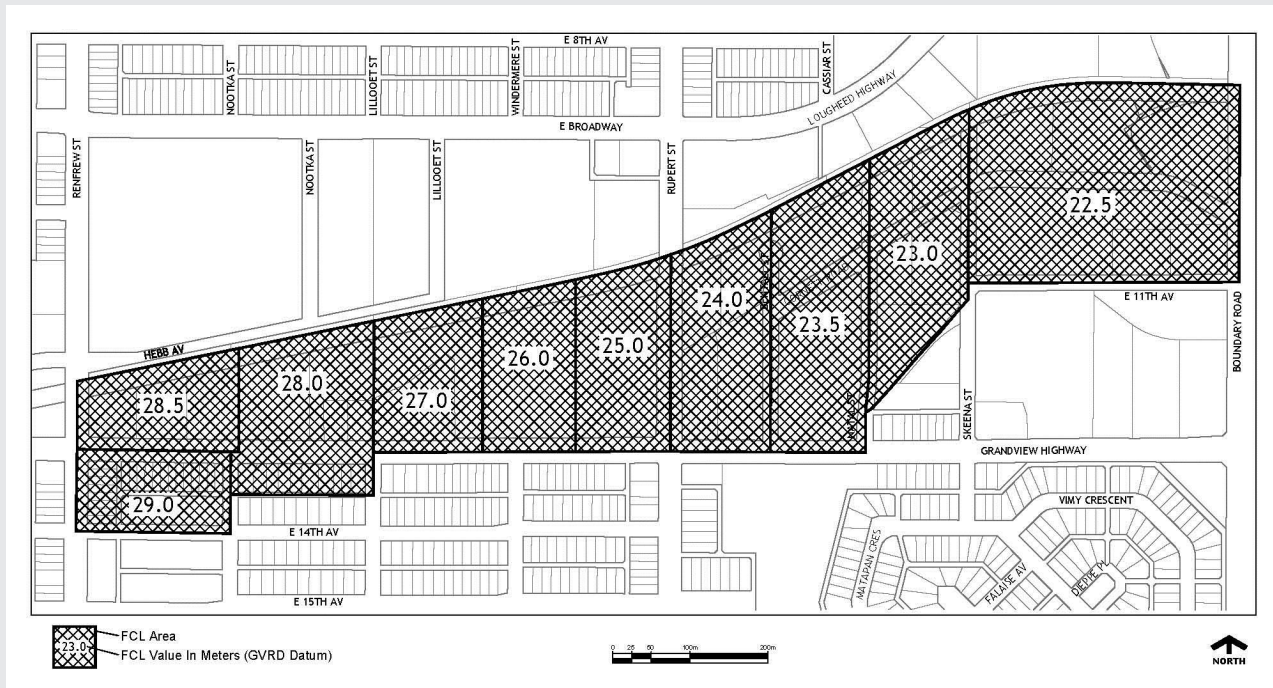 E 8TH AV
NOOTKA ST
LILLOOET ST
WINDERMERE ST
CASSIAR ST
LOUGHEED HIGHWAY
E BROADWAY
RENFREW ST
NOOTKA ST
LILLOOET ST
RUPERT ST
22.5
23.0
24.0
23.5
E 11TH AV
BOUNDARY ROAD
HEBB AV
25.0
26.0
28.0
27.0
28.5
NATAL ST
SKEENA ST
GRANDVIEW HIGHWAY
29.0
VIMY CRESCENT
E 14TH AV
MATAPAN CRES
FALAISE AV
DIEPPE PL
E 15TH AV
23.0
FCL Area
FCL Value In Meters (GVRD Datum)
0 25 50 100m 200m
NORTH